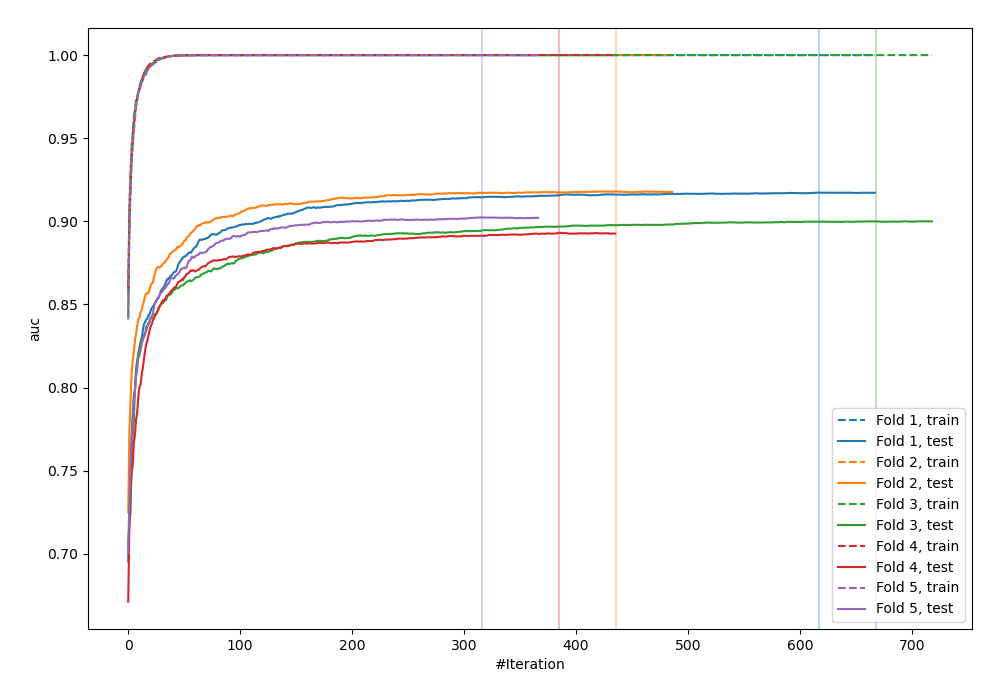 1.00
0.95
0.90
0.85
0.80
0.75
0.70
auc
0
100
200
300
400
500
600
700
#Iteration
Fold 1, train
Fold 1, test
Fold 2, train
Fold 2, test
Fold 3, train
Fold 3, test
Fold 4, train
Fold 4, test
Fold 5, train
Fold 5, test